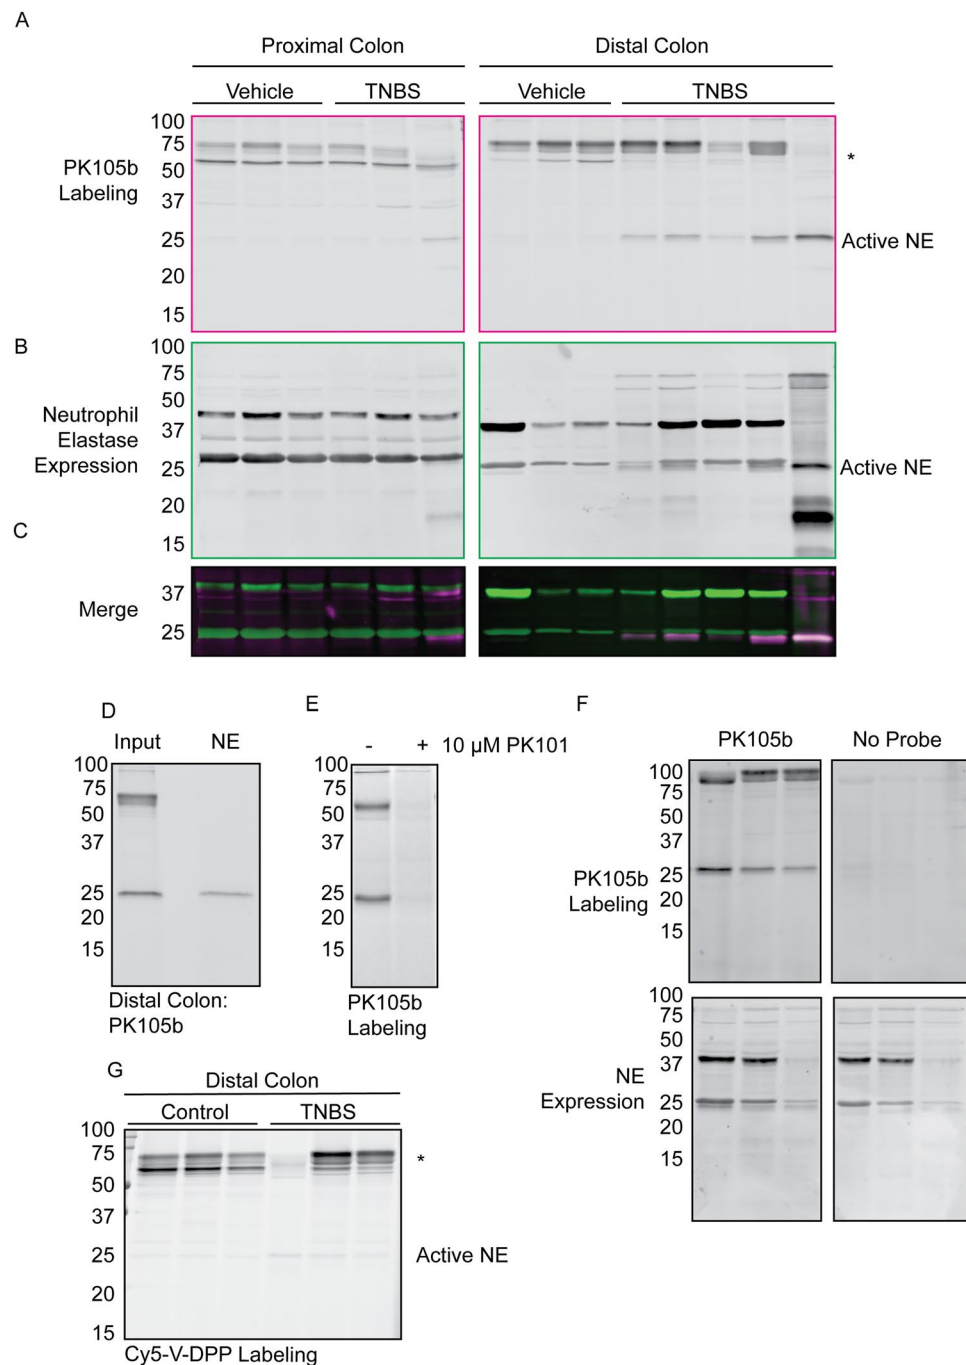 A
Proximal Colon
Distal Colon
Vehicle
TNBS
Vehicle
TNBS
100
75
50
37
25
20
15
PK105b
Labeling
*
Active NE
B
100
75
50
37
25
20
15
Neutrophil
Elastase
Expression
Active NE
C
Merge
37
25
D
Input
NE
100
75
50
37
25
20
15
Distal Colon:
PK105b
E
-
+
10 µM PK101
100
75
50
37
25
20
15
PK105b
Labeling
F
PK105b
No Probe
100
75
50
37
25
20
15
PK105b
Labeling
100
75
50
37
25
20
15
NE
Expression
G
Distal Colon
Control
TNBS
100
75
50
37
25
20
15
*
Active NE
Cy5-V-DPP Labeling